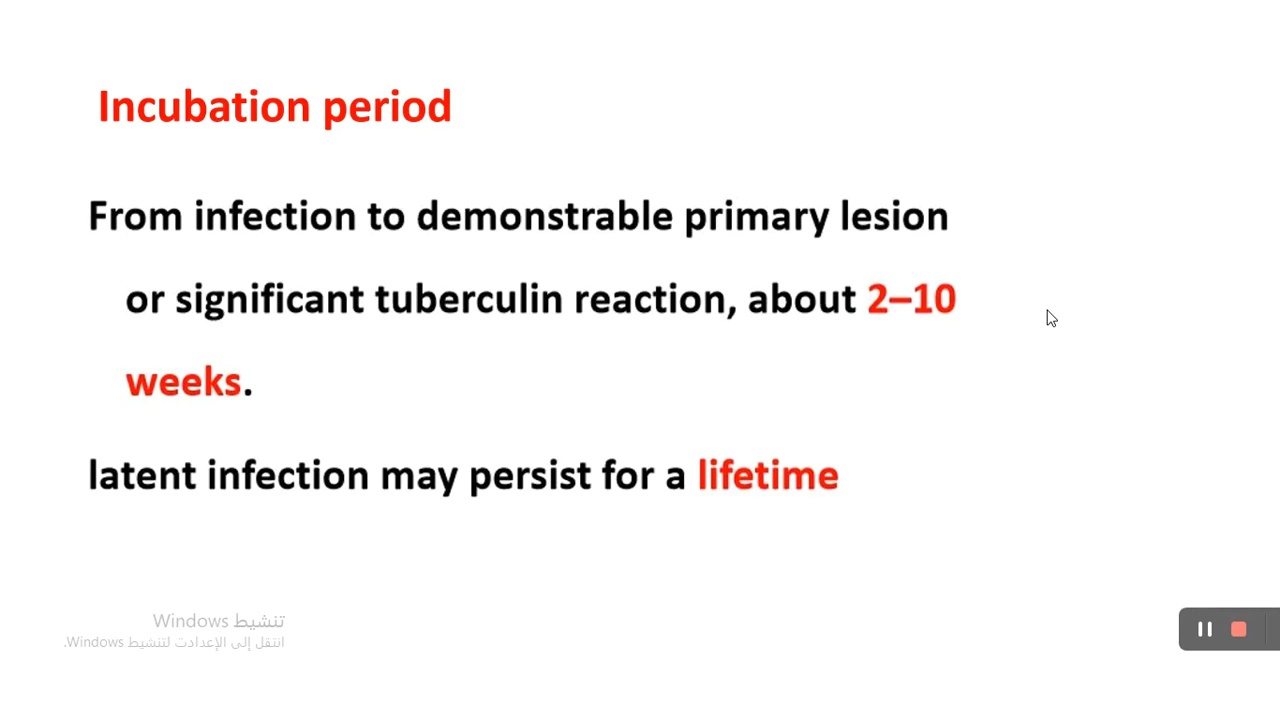 Incubation period
From infection to demonstrable primary lesion
or significant tuberculin reaction, about 2–10
weeks.
latent infection may persist for a lifetime
تنشيط Windows
انتقل إلى الإعدادات لتنشيط Windows.